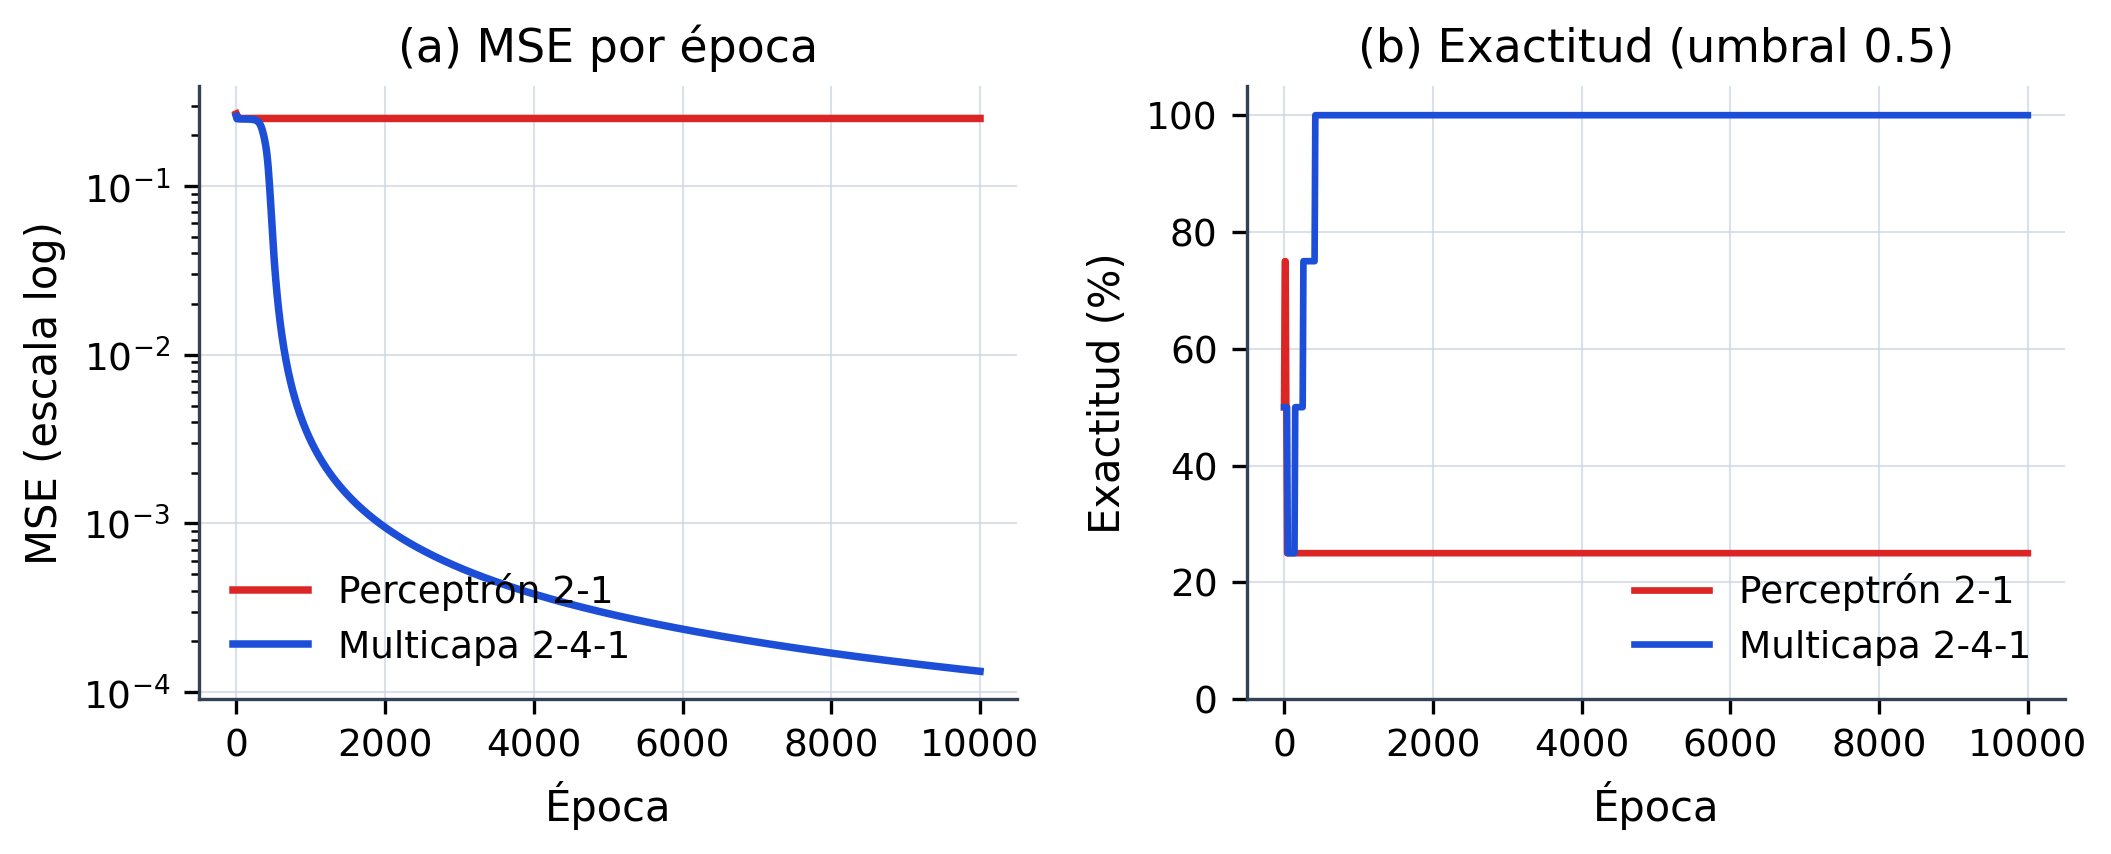 (a) MSE por época
MSE (escala log)
10⁻¹
10⁻²
10⁻³
10⁻⁴
Perceptrón 2-1
Multicapa 2-4-1
0 2000 4000 6000 8000 10000
Época
(b) Exactitud (umbral 0.5)
Exactitud (%)
100
80
60
40
20
0
Perceptrón 2-1
Multicapa 2-4-1
0 2000 4000 6000 8000 10000
Época